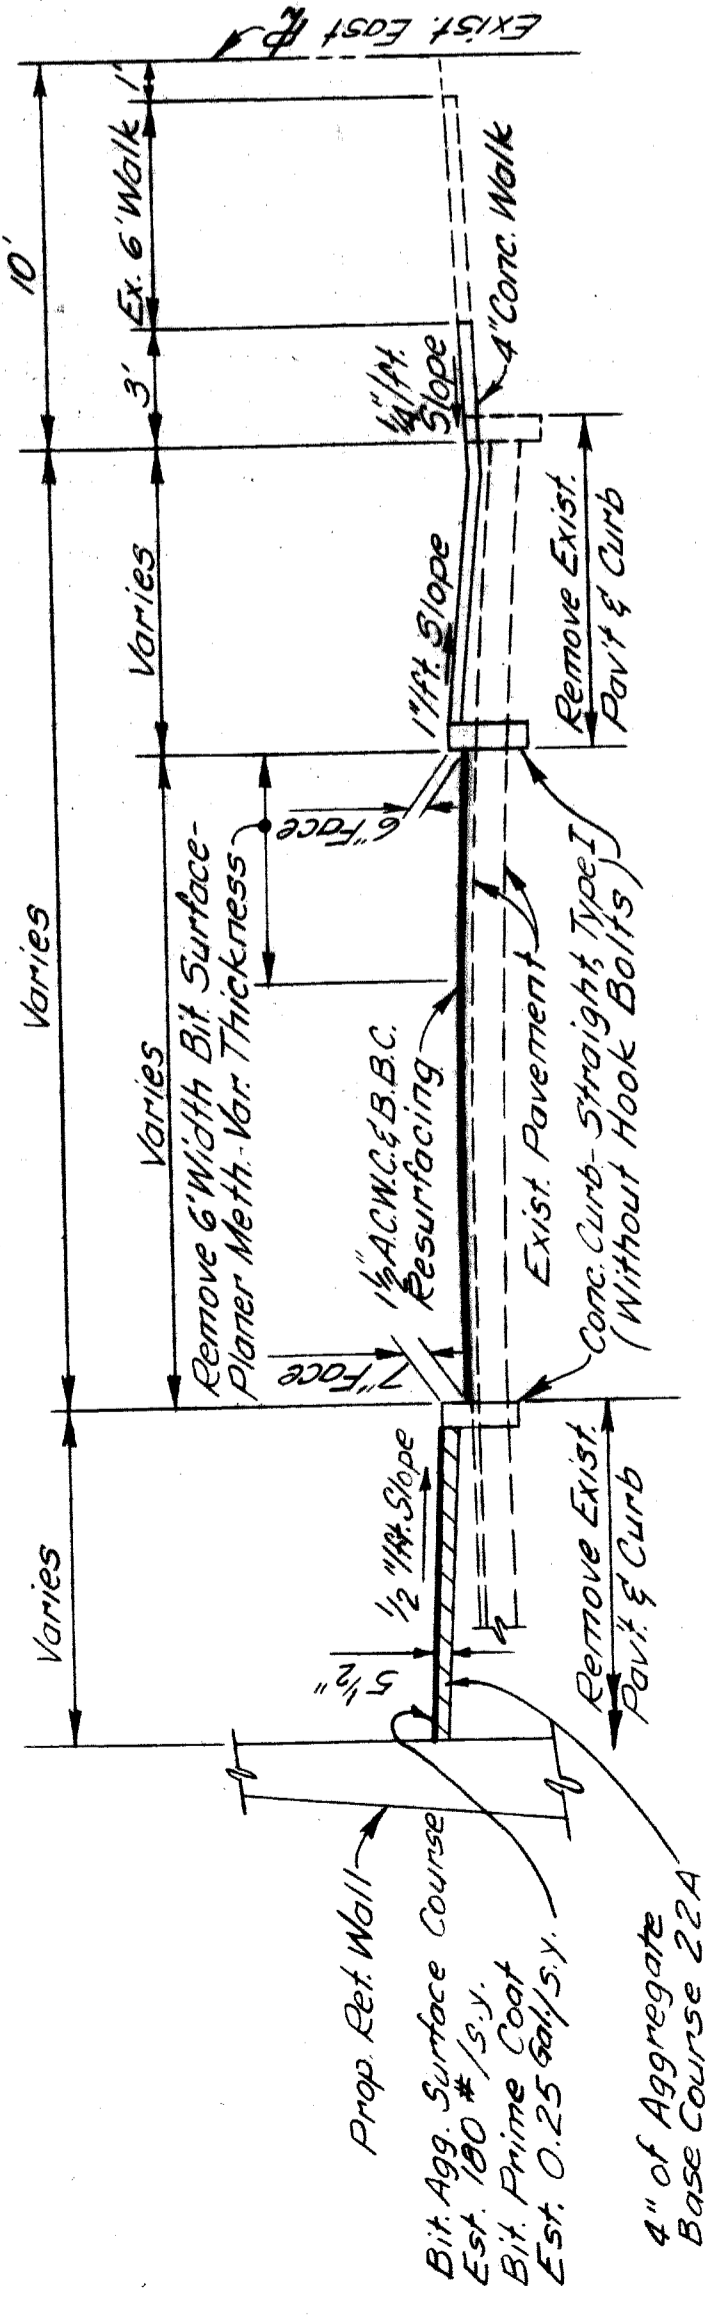 Varies
Varies
10'
Varies
Varies
3'
Ex. 6' Walk
1'
Exist. East ℙL
Remove 6' Width Bit. Surface-
Planer Meth.-Var. Thickness
7" Face
6" Face
1/2 "/ft. Slope
5 1/2"
1 1/2" A.C.W.C. & B.B.C.
Resurfacing
1"/ft. Slope
1/4"/ft.
Slope
4" Conc. Walk
Exist. Pavement
Conc. Curb-Straight, Type I
(Without Hook Bolts)
Remove Exist.
Pav't. & Curb
Remove Exist.
Pav't & Curb
Prop. Ret. Wall
Bit. Agg. Surface Course
Est. 180 # /s.y.
Bit. Prime Coat
Est. 0.25 Gal./s.y.
4" of Aggregate
Base Course 22A